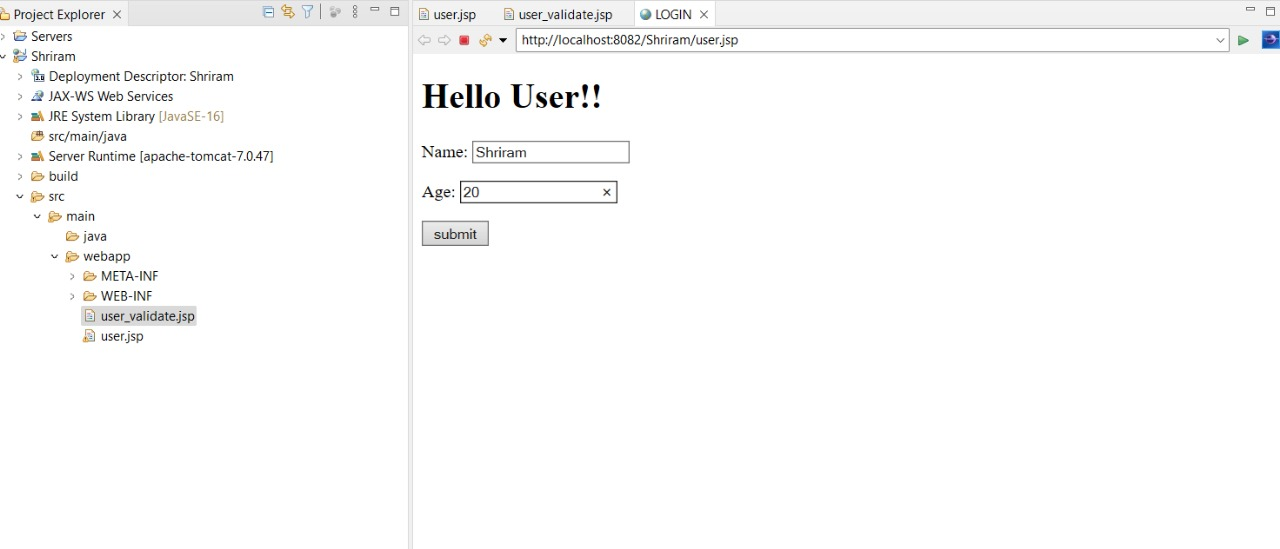 Project Explorer
Servers
Shriram
Deployment Descriptor: Shriram
JAX-WS Web Services
JRE System Library [JavaSE-16]
src/main/java
Server Runtime [apache-tomcat-7.0.47]
build
src
main
java
webapp
META-INF
WEB-INF
user_validate.jsp
user.jsp
user.jsp user_validate.jsp LOGIN
http://localhost:8082/Shriram/user.jsp
Hello User!!
Name: Shriram
Age: 20
submit